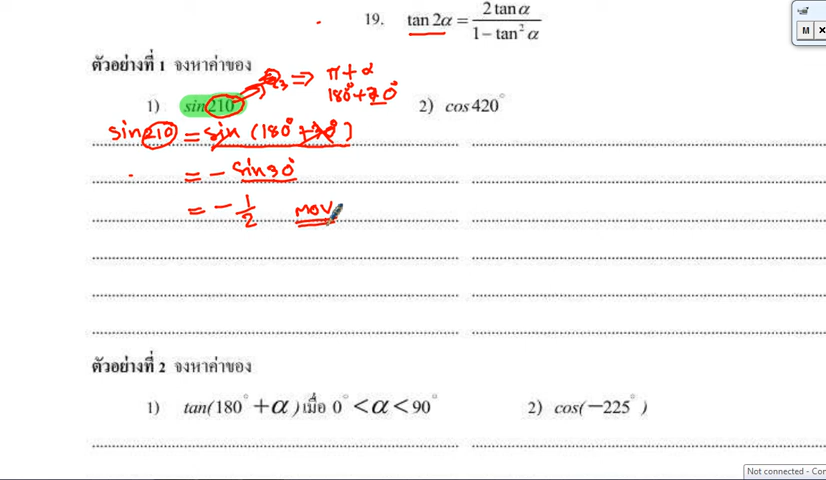 19. tan 2α = 2 tan α / 1 − tan² α
ตัวอย่างที่ 1 จงหาค่าของ
⇒ π + α
180° + 30°
1) sin 210° 2) cos 420°
sin 210° = sin (180° + 30°)
= − sin 30°
= − 1/2
ตัวอย่างที่ 2 จงหาค่าของ
1) tan(180° + α) เมื่อ 0° < α < 90° 2) cos(−225°)
M
Not connected - Cor